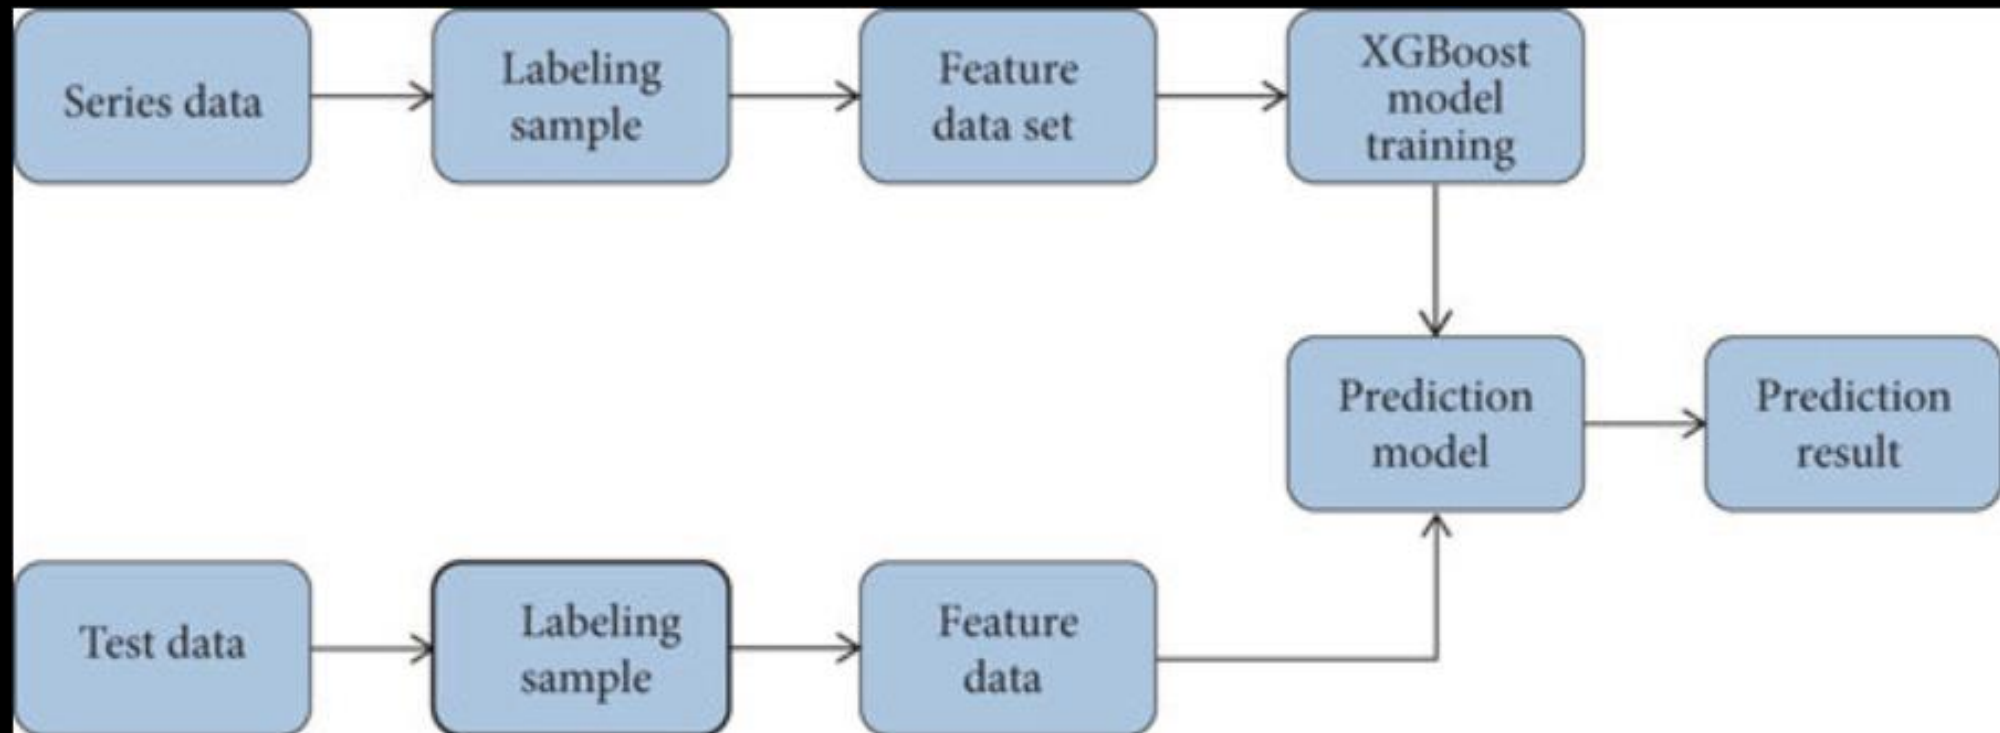 Series data
Labeling
sample
Feature
data set
XGBoost
model
training
Prediction
model
Prediction
result
Test data
Labeling
sample
Feature
data